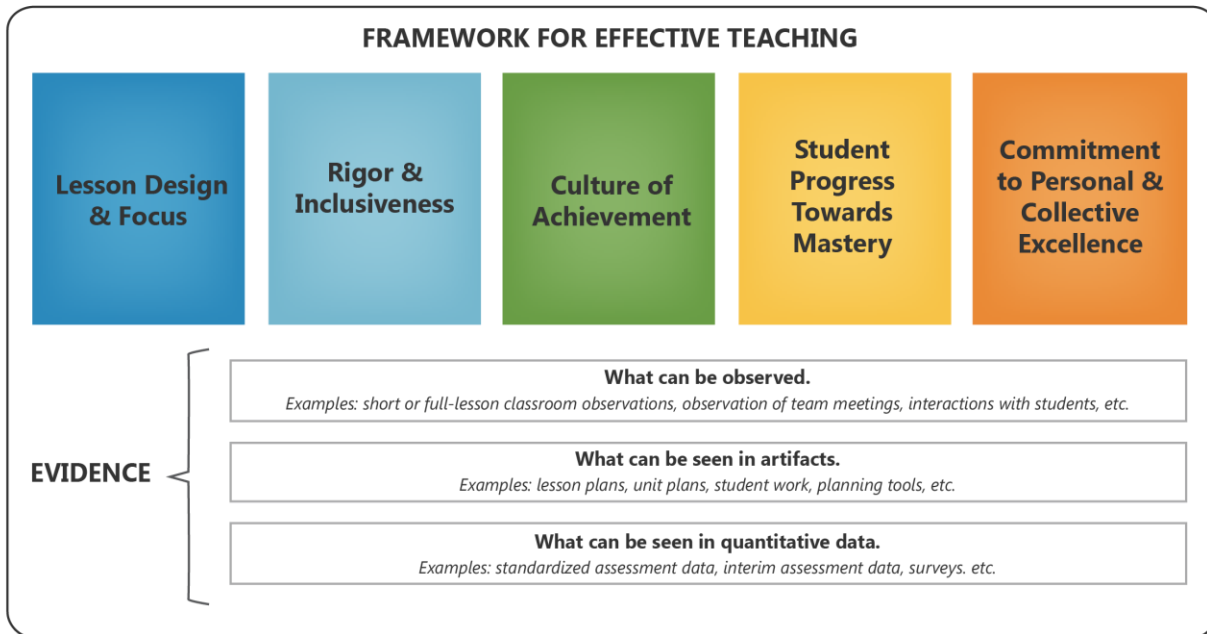 FRAMEWORK FOR EFFECTIVE TEACHING
Lesson Design
& Focus
Rigor &
Inclusiveness
Culture of
Achievement
Student
Progress
Towards
Mastery
Commitment
to Personal &
Collective
Excellence
EVIDENCE
What can be observed.
Examples: short or full-lesson classroom observations, observation of team meetings, interactions with students, etc.
What can be seen in artifacts.
Examples: lesson plans, unit plans, student work, planning tools, etc.
What can be seen in quantitative data.
Examples: standardized assessment data, interim assessment data, surveys. etc.